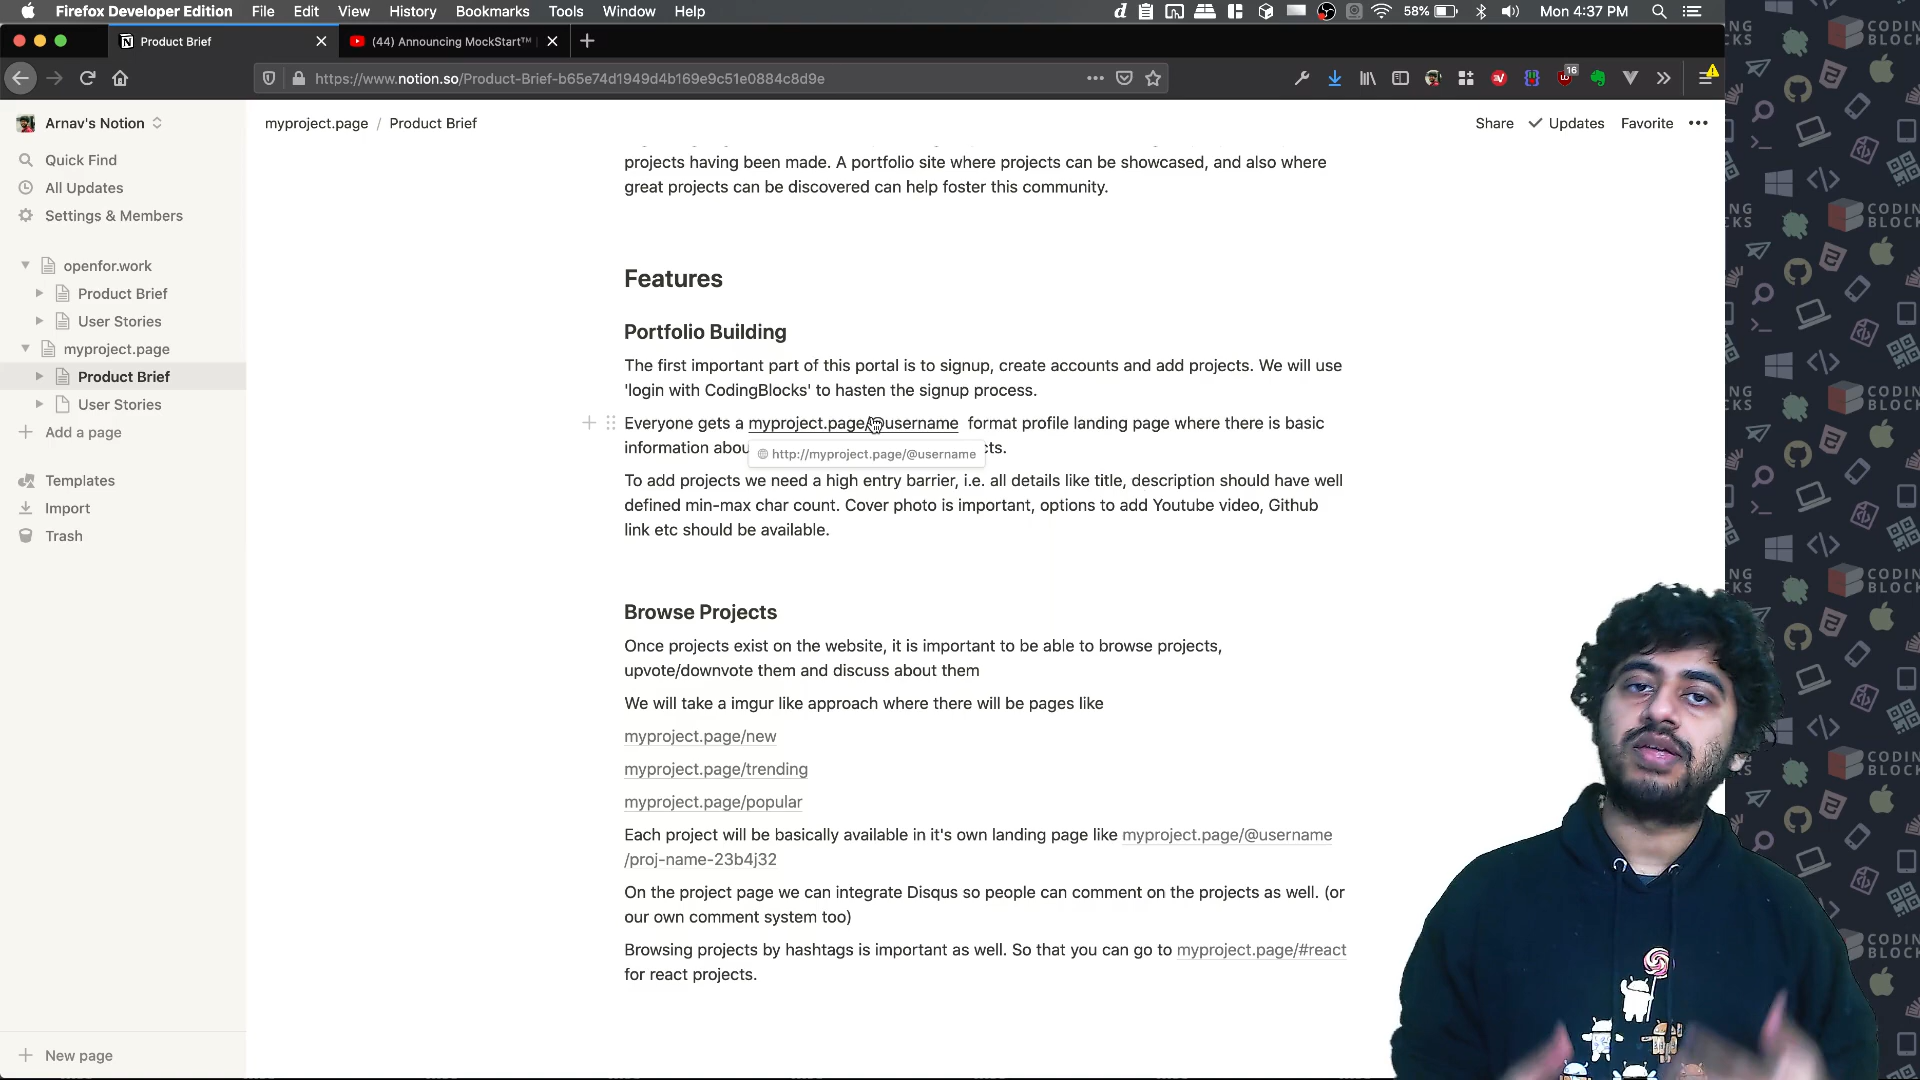 Firefox Developer Edition File Edit View History Bookmarks Tools Window Help 58% Mon 4:37 PM
Product Brief (44) Announcing MockStart™
https://www.notion.so/Product-Brief-b65e74d1949d4b169e9c51e0884c8d9e
16
Arnav's Notion
Quick Find
All Updates
Settings & Members
openfor.work
Product Brief
User Stories
myproject.page
Product Brief
User Stories
Add a page
Templates
Import
Trash
New page
myproject.page / Product Brief
Share Updates Favorite
projects having been made. A portfolio site where projects can be showcased, and also where
great projects can be discovered can help foster this community.
Features
Portfolio Building
The first important part of this portal is to signup, create accounts and add projects. We will use
'login with CodingBlocks' to hasten the signup process.
Everyone gets a myproject.page/@username format profile landing page where there is basic
information abou
http://myproject.page/@username
cts.
To add projects we need a high entry barrier, i.e. all details like title, description should have well
defined min-max char count. Cover photo is important, options to add Youtube video, Github
link etc should be available.
Browse Projects
Once projects exist on the website, it is important to be able to browse projects,
upvote/downvote them and discuss about them
We will take a imgur like approach where there will be pages like
myproject.page/new
myproject.page/trending
myproject.page/popular
Each project will be basically available in it's own landing page like myproject.page/@username
/proj-name-23b4j32
On the project page we can integrate Disqus so people can comment on the projects as well. (or
our own comment system too)
Browsing projects by hashtags is important as well. So that you can go to myproject.page/#react
for react projects.
CODING
BLOCKS